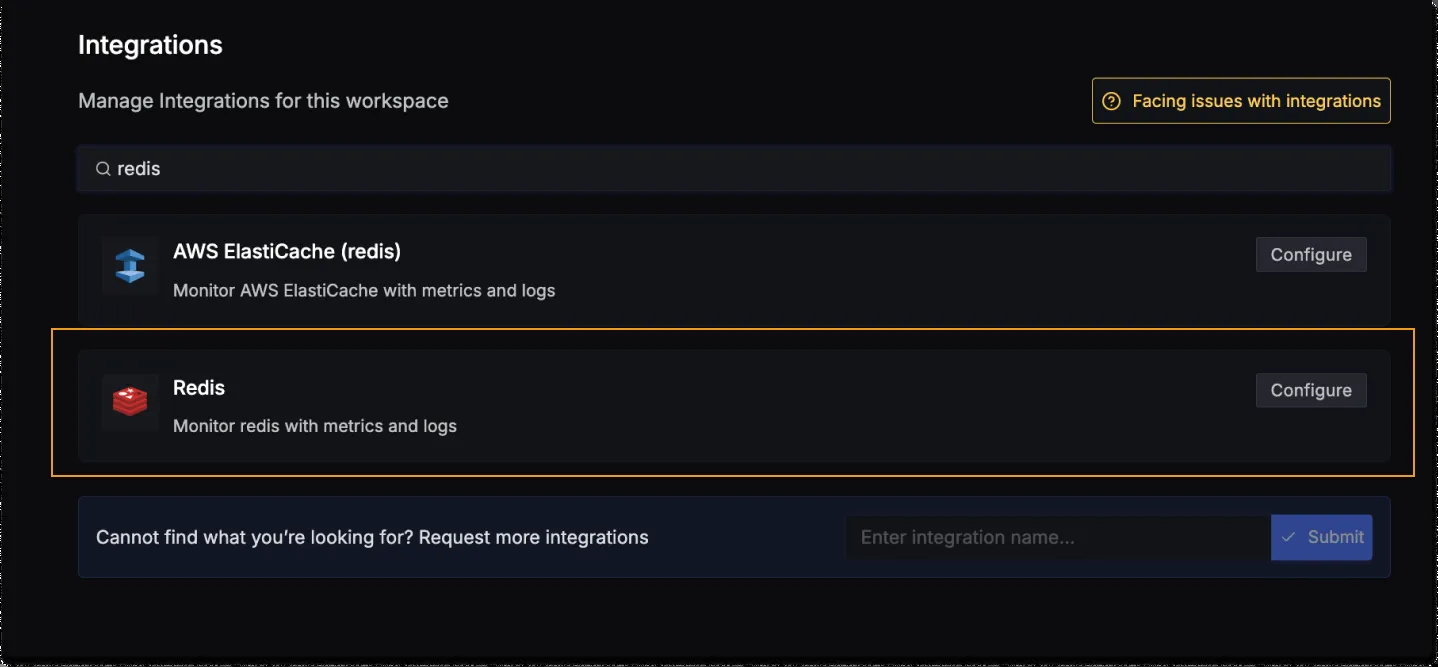 Integrations
Manage Integrations for this workspace
Facing issues with integrations
redis
AWS ElastiCache (redis)
Configure
Monitor AWS ElastiCache with metrics and logs
Redis
Configure
Monitor redis with metrics and logs
Cannot find what you’re looking for? Request more integrations
Enter integration name...
Submit